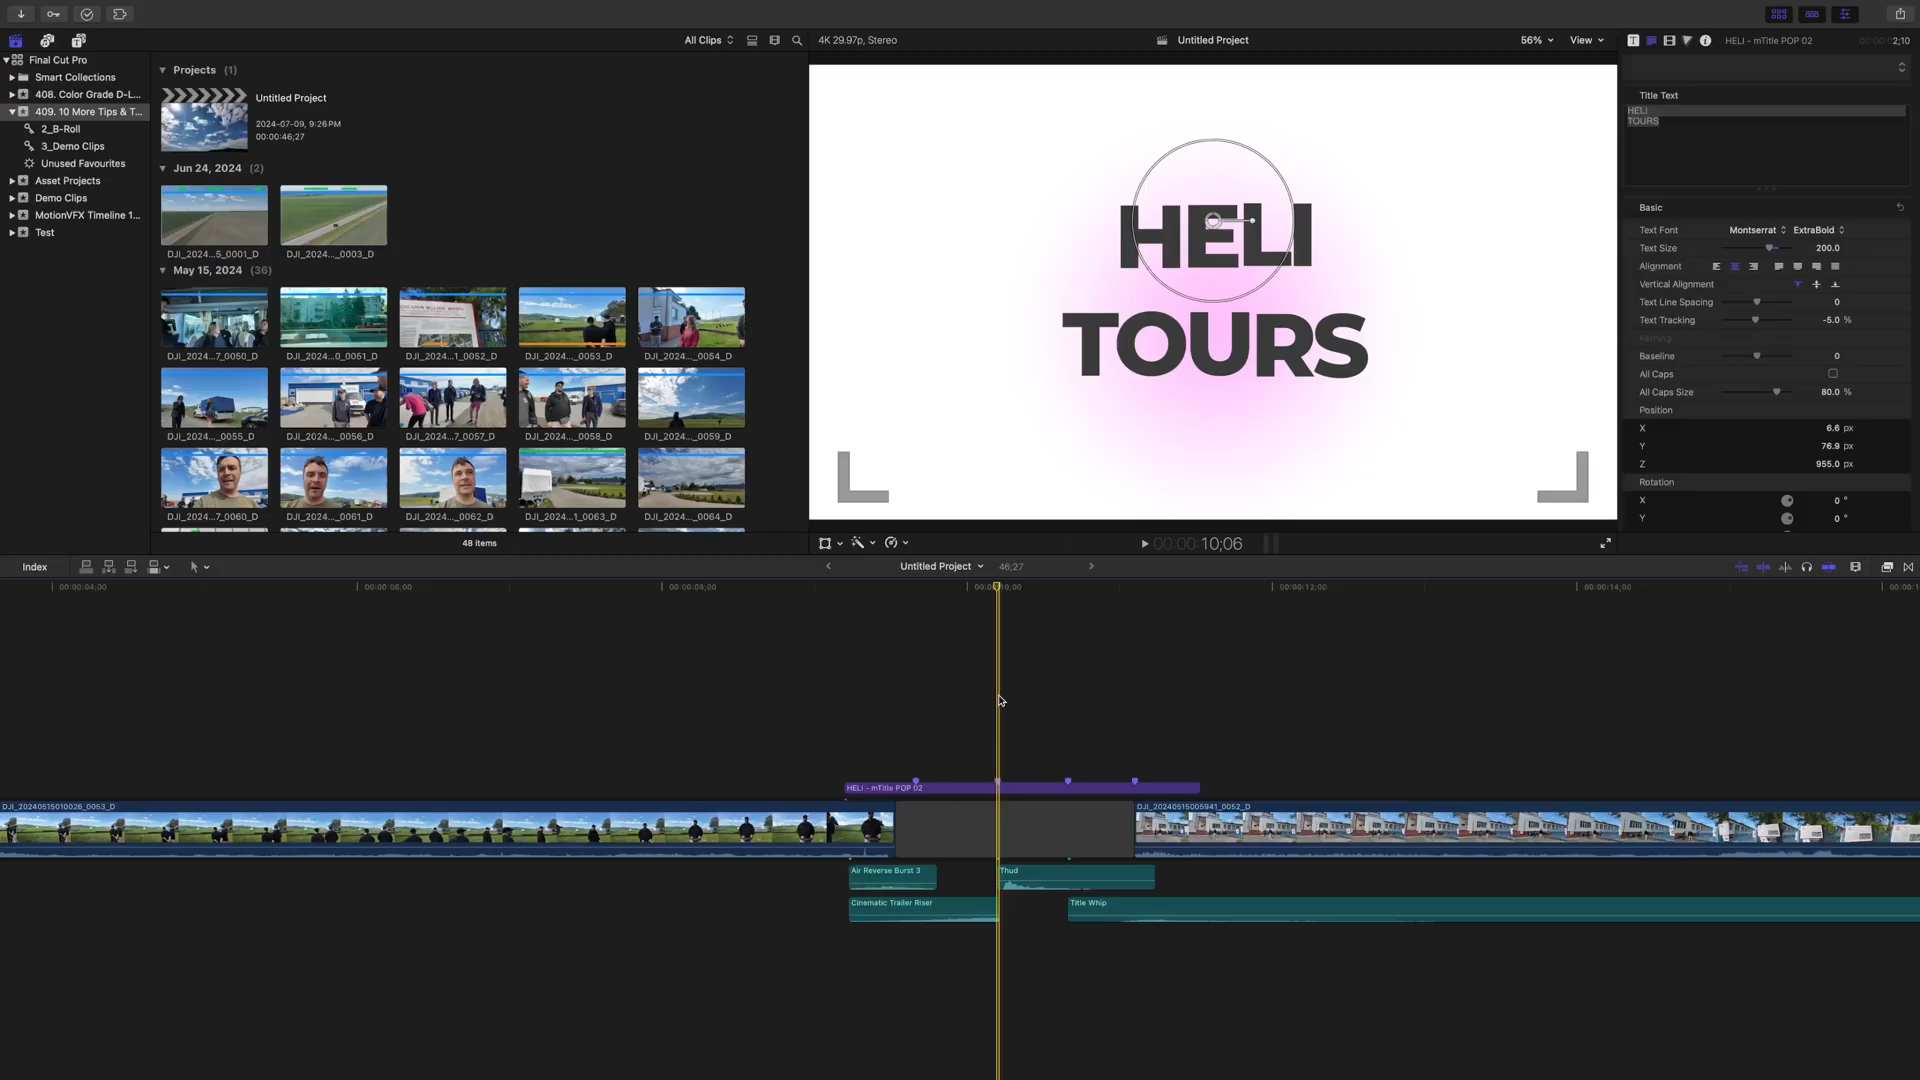 All Clips
4K 29.97p, Stereo
Untitled Project
56%
View
HELI - mTitle POP 02
2;10
Final Cut Pro
Smart Collections
408. Color Grade D-L...
409. 10 More Tips & T...
2_B-Roll
3_Demo Clips
Unused Favourites
Asset Projects
Demo Clips
MotionVFX Timeline 1...
Test
Projects (1)
Untitled Project
2024-07-09, 9:26PM
00:00:46;27
Jun 24, 2024 (2)
DJI_2024...5_0001_D
DJI_2024..._0003_D
May 15, 2024 (36)
DJI_2024...7_0050_D
DJI_2024...0_0051_D
DJI_2024...1_0052_D
DJI_2024..._0053_D
DJI_2024..._0054_D
DJI_2024..._0055_D
DJI_2024..._0056_D
DJI_2024...7_0057_D
DJI_2024..._0058_D
DJI_2024..._0059_D
DJI_2024...7_0060_D
DJI_2024..._0061_D
DJI_2024..._0062_D
DJI_2024...1_0063_D
DJI_2024..._0064_D
48 items
HELI
TOURS
00:00:10;06
Title Text
HELI
TOURS
Basic
Text Font Montserrat ExtraBold
Text Size 200.0
Alignment
Vertical Alignment
Text Line Spacing 0
Text Tracking -5.0 %
Kerning
Baseline 0
All Caps
All Caps Size 80.0 %
Position
X 6.6 px
Y 76.9 px
Z 955.0 px
Rotation
X 0 °
Y 0 °
Index
Untitled Project
46;27
00:00:04;00
00:00:06;00
00:00:08;00
00:00:10;00
00:00:12;00
00:00:14;00
HELI - mTitle POP 02
DJI_20240515010026_0053_D
DJI_20240515005941_0052_D
Air Reverse Burst 3
Thud
Cinematic Trailer Riser
Title Whip